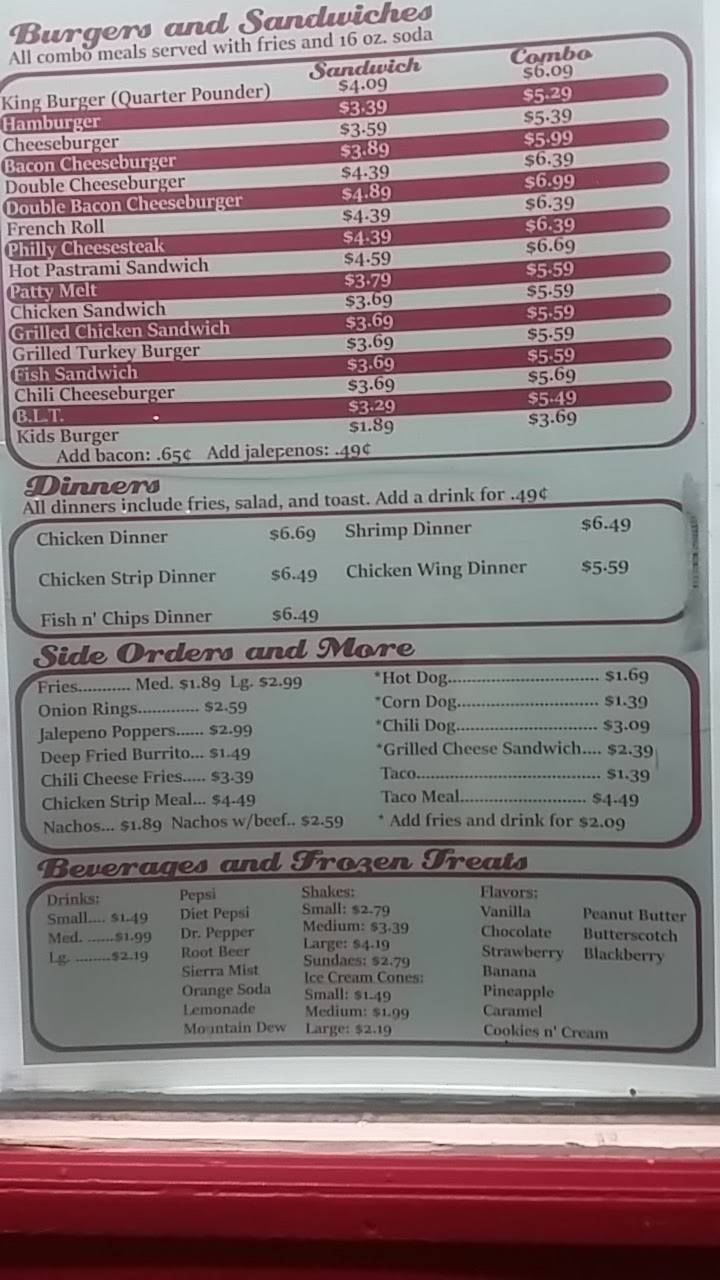 Burgers and Sandwiches
All combo meals served with fries and 16 oz. soda
Sandwich Combo
King Burger (Quarter Pounder) $4.09 $6.09
Hamburger $3.39 $5.29
Cheeseburger $3.59 $5.39
Bacon Cheeseburger $3.89 $5.99
Double Cheeseburger $4.39 $6.39
Double Bacon Cheeseburger $4.89 $6.99
French Roll $4.39 $6.39
Philly Cheesesteak $4.39 $6.39
Hot Pastrami Sandwich $4.59 $6.69
Patty Melt $3.79 $5.59
Chicken Sandwich $3.69 $5.59
Grilled Chicken Sandwich $3.69 $5.59
Grilled Turkey Burger $3.69 $5.59
Fish Sandwich $3.69 $5.59
Chili Cheeseburger $3.69 $5.69
B.L.T. $3.29 $5.49
Kids Burger $1.89 $3.69
Add bacon: .65¢ Add jalepenos: .49¢
Dinners
All dinners include fries, salad, and toast. Add a drink for .49¢
Chicken Dinner $6.69 Shrimp Dinner $6.49
Chicken Strip Dinner $6.49 Chicken Wing Dinner $5.59
Fish n' Chips Dinner $6.49
Side Orders and More
Fries........... Med. $1.89 Lg. $2.99 *Hot Dog............................... $1.69
Onion Rings............. $2.59 *Corn Dog............................. $1.39
Jalepeno Poppers...... $2.99 *Chili Dog............................. $3.09
Deep Fried Burrito... $1.49 *Grilled Cheese Sandwich.... $2.39
Chili Cheese Fries..... $3.39 Taco...................................... $1.39
Chicken Strip Meal... $4.49 Taco Meal.......................... $4.49
Nachos... $1.89 Nachos w/beef.. $2.59 * Add fries and drink for $2.09
Beverages and Frozen Treats
Drinks: Pepsi Shakes: Flavors:
Small.... $1.49 Diet Pepsi Small: $2.79 Vanilla Peanut Butter
Med. .......$1.99 Dr. Pepper Medium: $3.39 Chocolate Butterscotch
Lg. .........$2.19 Root Beer Large: $4.19 Strawberry Blackberry
Sierra Mist Sundaes: $2.79 Banana
Orange Soda Ice Cream Cones: Pineapple
Lemonade Small: $1.49 Caramel
Mountain Dew Medium: $1.99 Cookies n' Cream
Large: $2.19